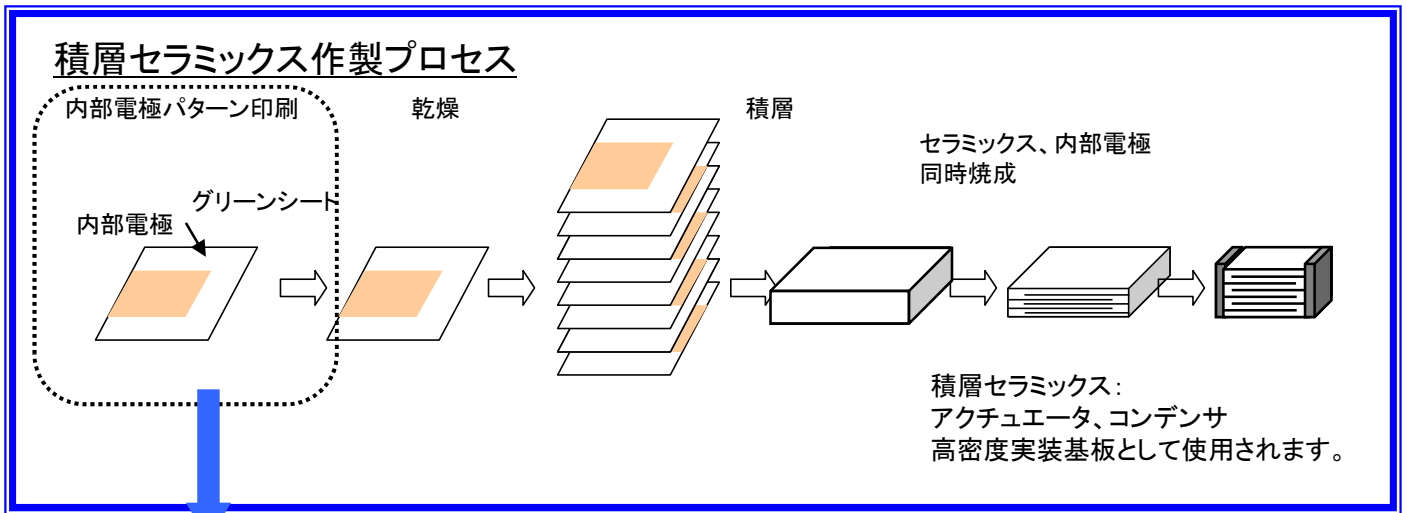 積層セラミックス作製プロセス
内部電極パターン印刷
乾燥
積層
セラミックス、内部電極
同時焼成
グリーンシート
内部電極
積層セラミックス：
アクチュエータ、コンデンサ
高密度実装基板として使用されます。